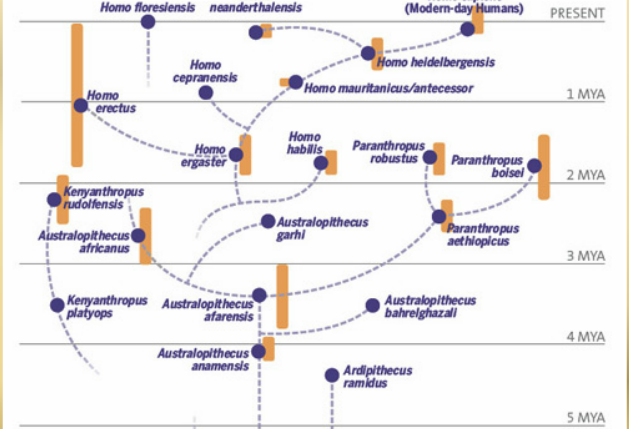 Homo floresiensis
neanderthalensis
(Modern-day Humans)
PRESENT
Homo heidelbergensis
Homo
cepranensis
Homo mauritanicus/antecessor
Homo
erectus
1 MYA
Homo
ergaster
Homo
habilis
Paranthropus
robustus
Paranthropus
boisei
2 MYA
Kenyanthropus
rudolfensis
Australopithecus
africanus
Australopithecus
garhi
Paranthropus
aethiopicus
3 MYA
Kenyanthropus
platyops
Australopithecus
afarensis
Australopithecus
bahrelghazali
4 MYA
Australopithecus
anamensis
Ardipithecus
ramidus
5 MYA